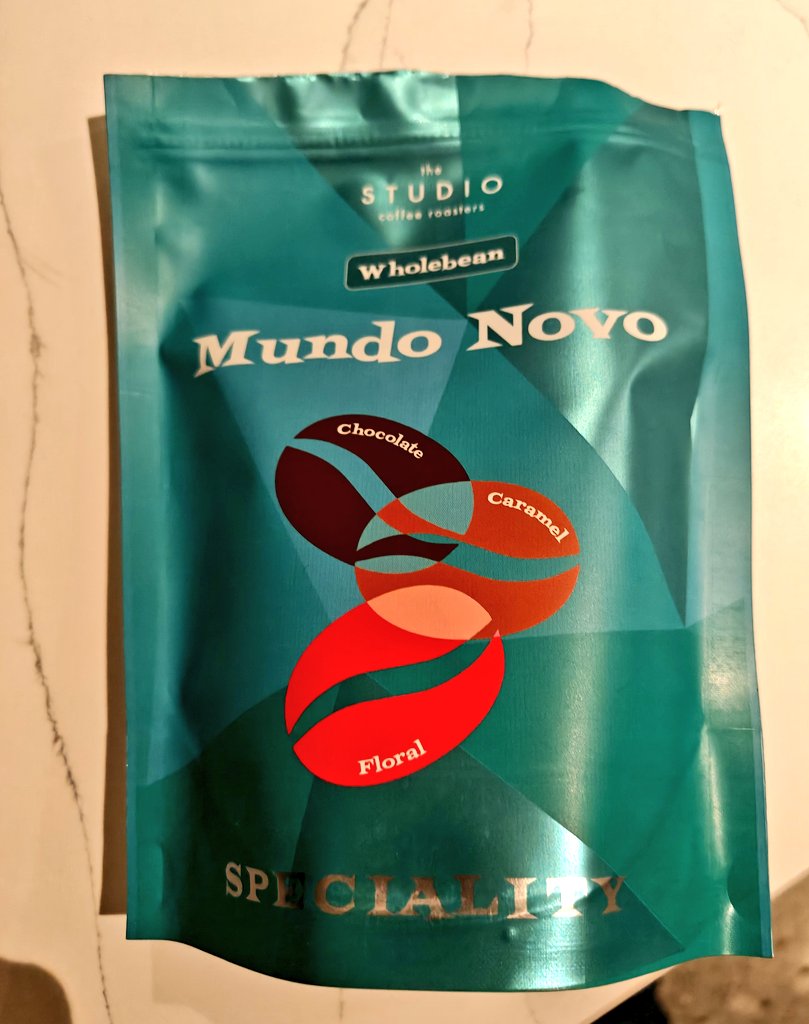 the
STUDIO
coffee roasters
Wholebean
Mundo Novo
Chocolate
Caramel
Floral
SPECIALITY